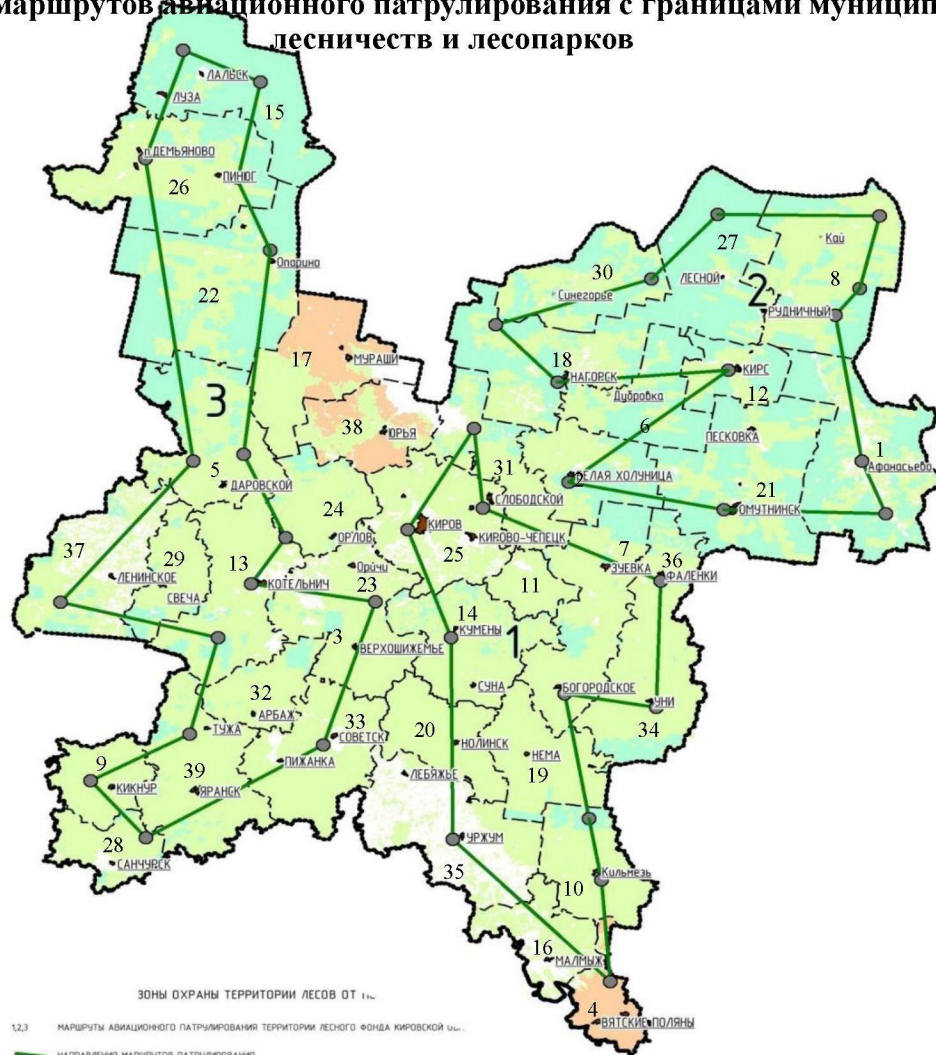 маршрутов авиационного патрулирования с границами муницип
лесничеств и лесопарков
ЛАЛЬСК
ЛУЗА
15
п.ДЕМЬЯНОВО
26
ПИНЮГ
Опарино
22
27
Кай
30
ЛЕСНОЙ
2
8
Синегорье
РУДНИЧНЫЙ
17
МУРАШИ
18
НАГОРСК
КИРС
3
Дубровка
12
38
ЮРЬЯ
6
ПЕСКОВКА
1
Афанасьево
5
ДАРОВСКОЙ
31
БЕЛАЯ ХОЛУНИЦА
21
СЛОБОДСКОЙ
ОМУТНИНСК
24
КИРОВ
ОРЛОВ
КИРОВО-ЧЕПЕЦК
37
29
13
25
7
36
Оричи
ЗУЕВКА
ФАЛЕНКИ
ЛЕНИНСКОЕ
КОТЕЛЬНИЧ
23
11
СВЕЧА
14
КУМЕНЫ
3
1
ВЕРХОШИЖЕМЬЕ
СУНА
БОГОРОДСКОЕ
УНИ
32
АРБАЖ
33
СОВЕТСК
20
34
ТУЖА
НОЛИНСК
НЕМА
ПИЖАНКА
9
39
ЛЕБЯЖЬЕ
19
КИКНУР
ЯРАНСК
УРЖУМ
28
САНЧУРСК
35
Кильмезь
10
16
МАЛМЫЖ
ЗОНЫ ОХРАНЫ ТЕРРИТОРИИ ЛЕСОВ ОТ
4
ВЯТСКИЕ ПОЛЯНЫ
1,2,3 МАРШРУТЫ АВИАЦИОННОГО ПАТРУЛИРОВАНИЯ ТЕРРИТОРИИ ЛЕСНОГО ФОНДА КИРОВСКОЙ
НАПРАВЛЕНИЯ МАРШРУТОВ ПАТРУЛИРОВАНИЯ